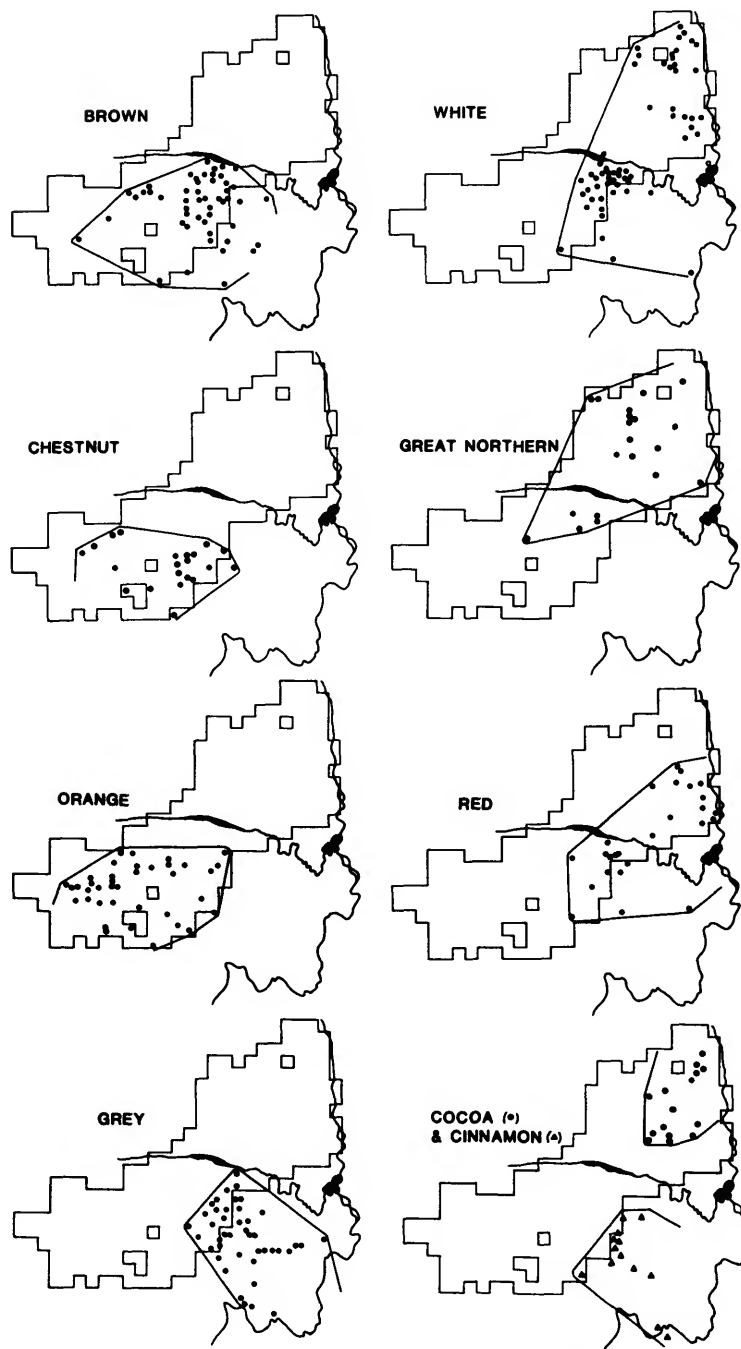 BROWN
WHITE
CHESTNUT
GREAT NORTHERN
ORANGE
RED
GREY
COCOA (●)
& CINNAMON (▲)